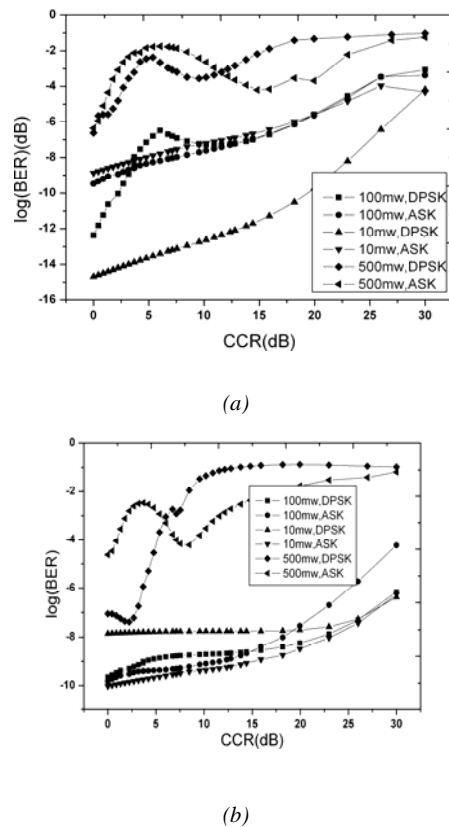 0
-2
-4
-6
-8
-10
-12
-14
-16
log(BER)(dB)
100mw,DPSK
100mw,ASK
10mw,DPSK
10mw,ASK
500mw,DPSK
500mw,ASK
0 5 10 15 20 25 30
CCR(dB)
(a)
0
-2
-4
-6
-8
-10
log(BER)
100mw,DPSK
100mw,ASK
10mw,DPSK
10mw,ASK
500mw,DPSK
500mw,ASK
0 5 10 15 20 25 30
CCR(dB)
(b)